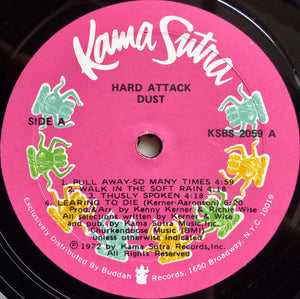 Kama Sutra
HARD ATTACK
DUST
SIDE A
KSBS 2059 A
1. PULL AWAY-SO MANY TIMES 4:59
2. WALK IN THE SOFT RAIN 4:18
3. THUSLY SPOKEN 4:18
4. LEARING TO DIE (Kerner-Aaronson) 6/20
Prod.&Arr. by Kenny Kerner & Richie Wise
All selections written by Kerner & Wise
and pub. by Kama Sutra Music, Inc./
Chukendboase Music (BMI)
unless otherwise indicated
℗ 1972 by Kama Sutra Records, Inc.
All Rights Reserved
Exclusively Distributed By Buddah Records, 1650 Broadway, N.Y.C. 10019